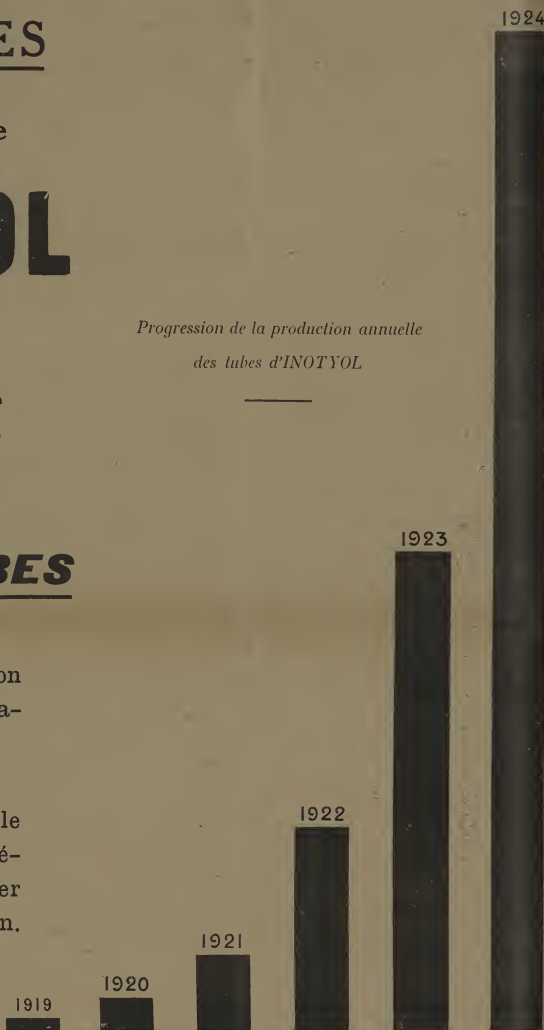 ES
e
OL
Progression de la production annuelle
des tubes d'INOTYOL
BES
on
a-
le
é-
er
n.
1919
1920
1921
1922
1923
1924